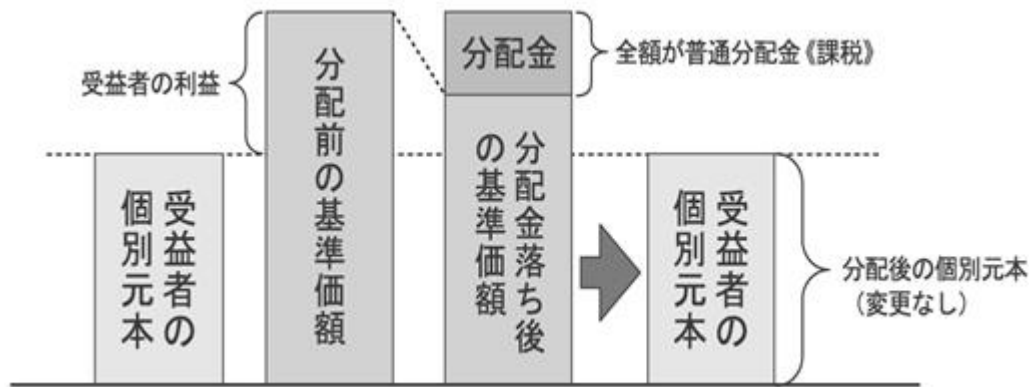 受益者の利益
受益者の
個別元本
分配前の基準価額
分配金
分配金落ち後
の基準価額
全額が普通分配金《課税》
受益者の
個別元本
分配後の個別元本
（変更なし）